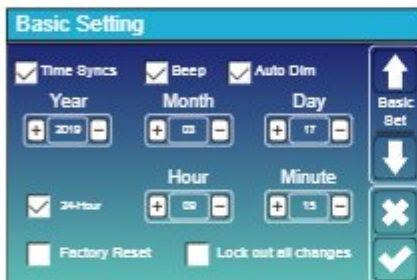 Basic Setting
Time Syncs Beep Auto Dim
Year Month Day
Basic Set
+ 2019 − + 03 − + 17 −
Hour Minute
24-Hour + 09 − + 15 −
Factory Reset Lock out all changes